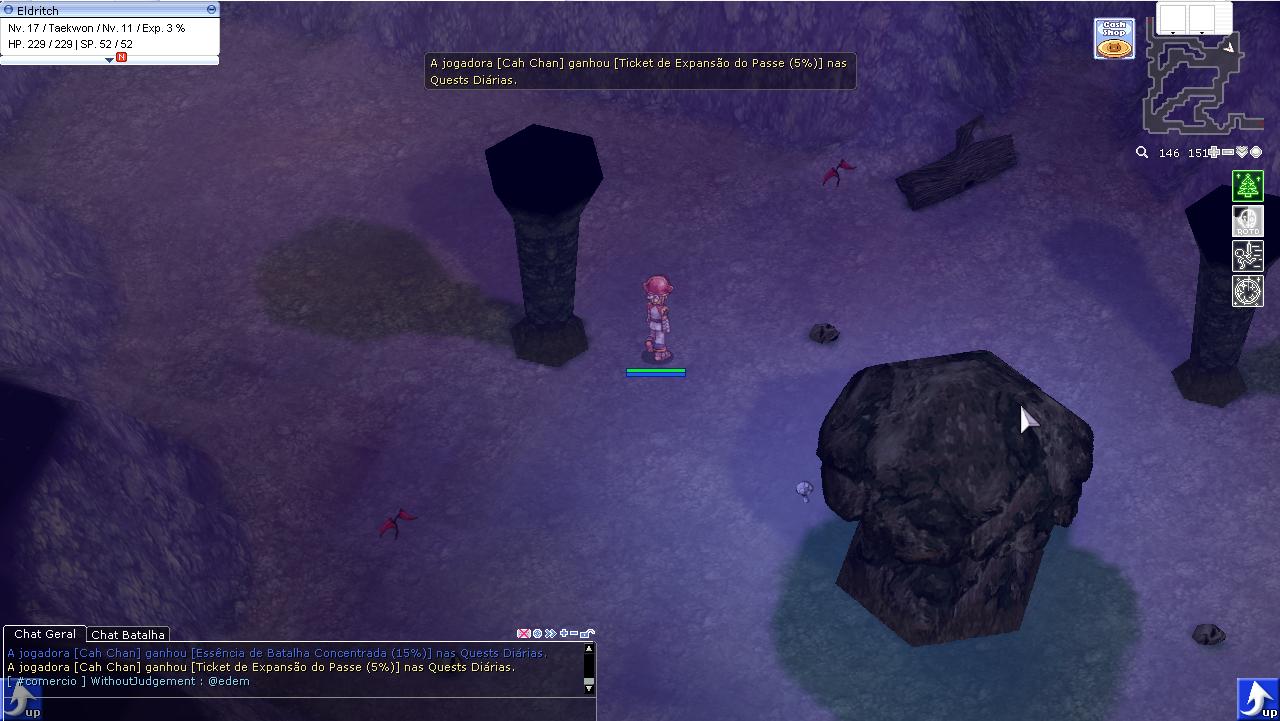 Eldritch
Nv. 17 / Taekwon / Nv. 11 / Exp. 3 %
HP. 229 / 229 | SP. 52 / 52
N
A jogadora [Cah Chan] ganhou [Ticket de Expansão do Passe (5%)] nas
Quests Diárias.
Cash
Shop
146 151
ROTO
Chat Geral
Chat Batalha
A jogadora [Cah Chan] ganhou [Essência de Batalha Concentrada (15%)] nas Quests Diárias.
A jogadora [Cah Chan] ganhou [Ticket de Expansão do Passe (5%)] nas Quests Diárias.
[ #comercio ] WithoutJudgement : @edem
up
up